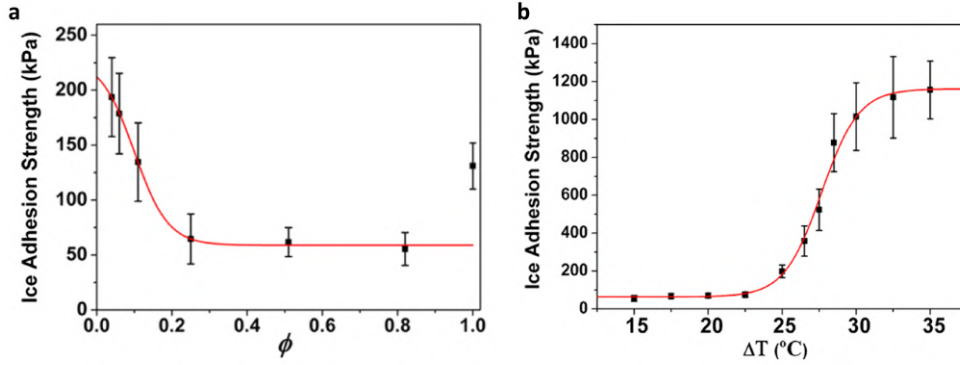 a
Ice Adhesion Strength (kPa)
250
200
150
100
50
0
0.0 0.2 0.4 0.6 0.8 1.0
ϕ
b
Ice Adhesion Strength (kPa)
1400
1200
1000
800
600
400
200
0
15 20 25 30 35
ΔT (°C)